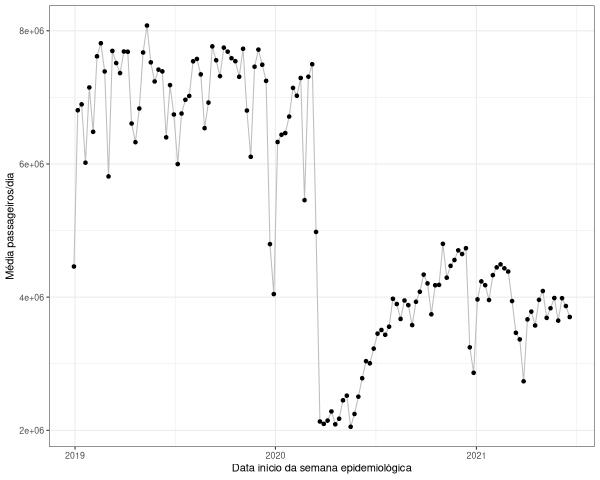 8e+06
6e+06
4e+06
2e+06
Média passageiros/dia
2019
2020
2021
Data início da semana epidemiológica